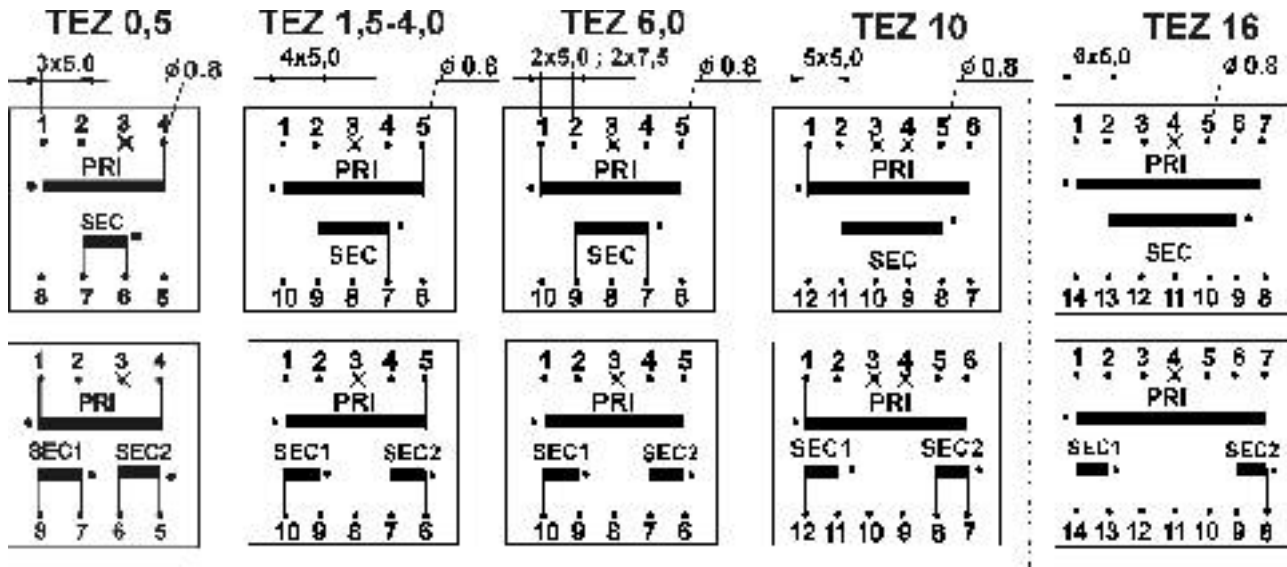 TEZ 0,5 TEZ 1,5-4,0 TEZ 6,0 TEZ 10 TEZ 16
3x5,0 ø 0.8 4x5,0 ø 0.8 2x5,0 ; 2x7,5 ø 0.8 5x5,0 ø 0.8 6x5,0 ø 0.8
1 2 3 4 1 2 3 4 5 1 2 3 4 5 1 2 3 4 5 6 1 2 3 4 5 6 7
PRI PRI PRI PRI PRI
SEC SEC SEC SEC SEC
8 7 6 5 10 9 8 7 6 10 9 8 7 6 12 11 10 9 8 7 14 13 12 11 10 9 8
1 2 3 4 1 2 3 4 5 1 2 3 4 5 1 2 3 4 5 6 1 2 3 4 5 6 7
PRI PRI PRI PRI PRI
SEC1 SEC2 SEC1 SEC2 SEC1 SEC2 SEC1 SEC2 SEC1 SEC2
8 7 6 5 10 9 8 7 6 10 9 8 7 6 12 11 10 9 8 7 14 13 12 11 10 9 8